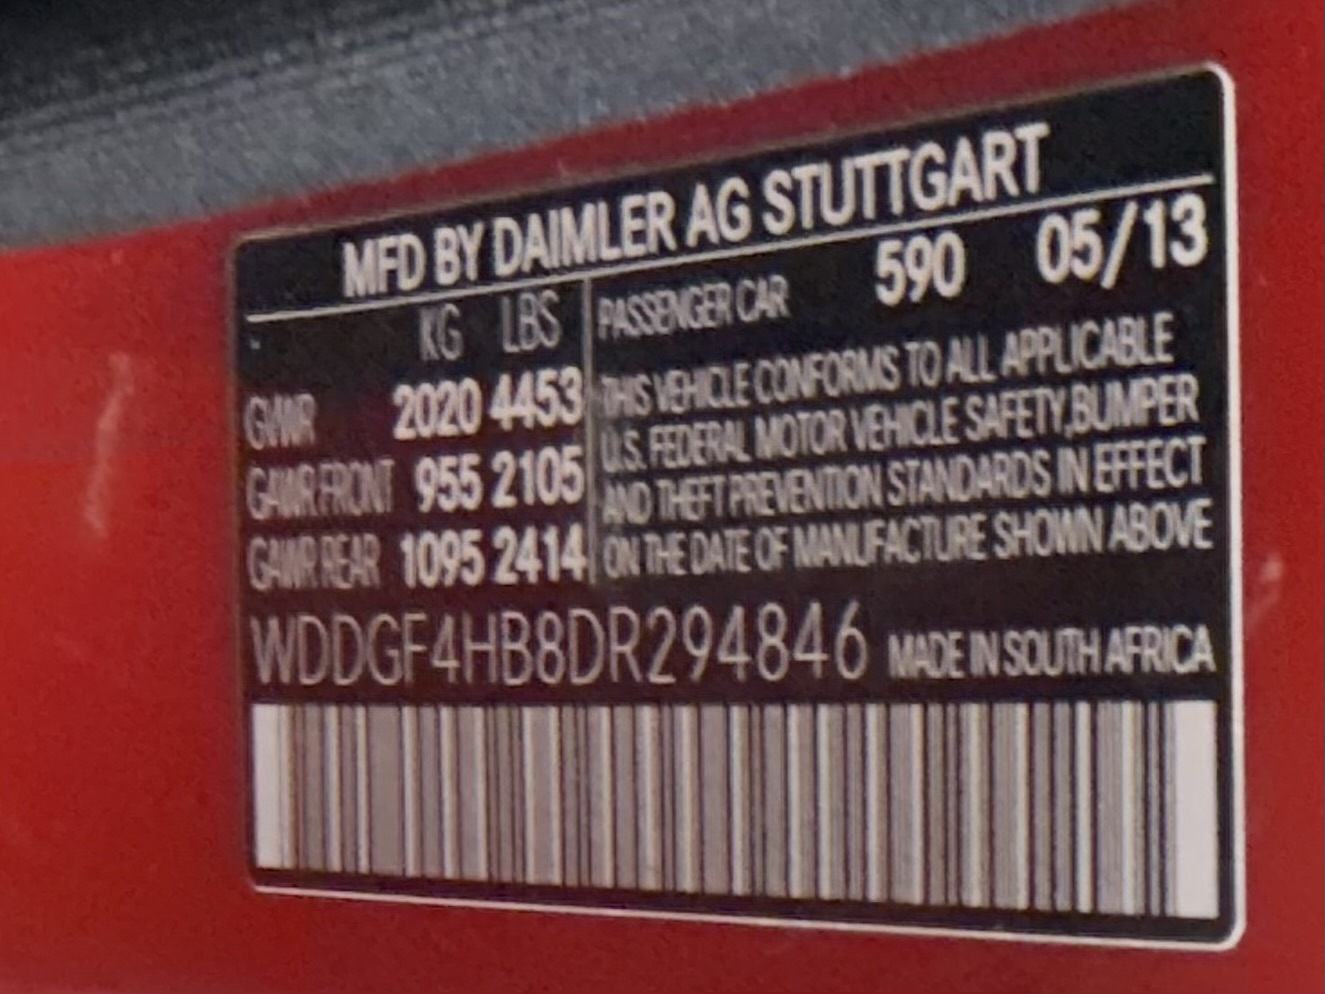 MFD BY DAIMLER AG STUTTGART
KG LBS
GVWR 2020 4453
GAWR FRONT 955 2105
GAWR REAR 1095 2414
PASSENGER CAR 590 05/13
THIS VEHICLE CONFORMS TO ALL APPLICABLE
U.S. FEDERAL MOTOR VEHICLE SAFETY,BUMPER
AND THEFT PREVENTION STANDARDS IN EFFECT
ON THE DATE OF MANUFACTURE SHOWN ABOVE
WDDGF4HB8DR294846 MADE IN SOUTH AFRICA